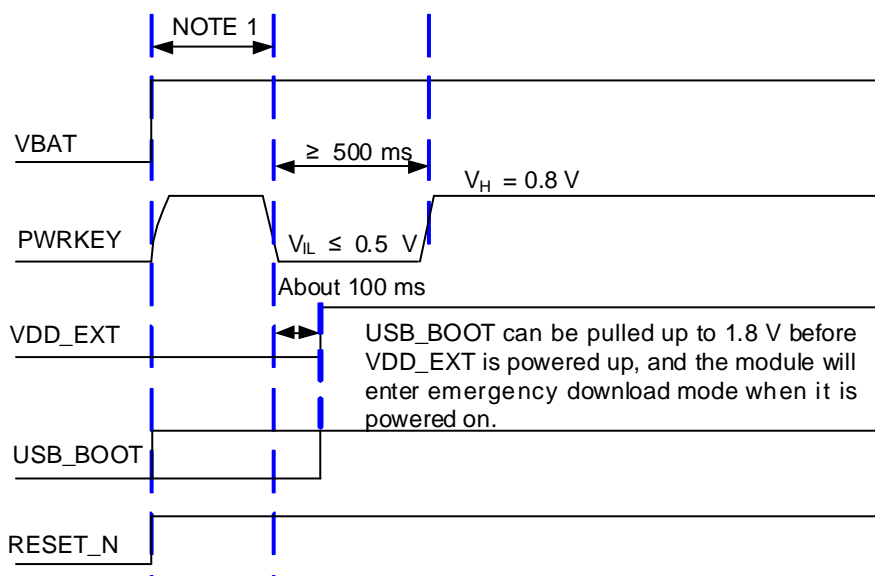 NOTE 1
VBAT
≥ 500 ms
VH = 0.8 V
PWRKEY
VIL ≤ 0.5 V
About 100 ms
VDD_EXT
USB_BOOT can be pulled up to 1.8 V before
VDD_EXT is powered up, and the module will
enter emergency download mode when it is
powered on.
USB_BOOT
RESET_N